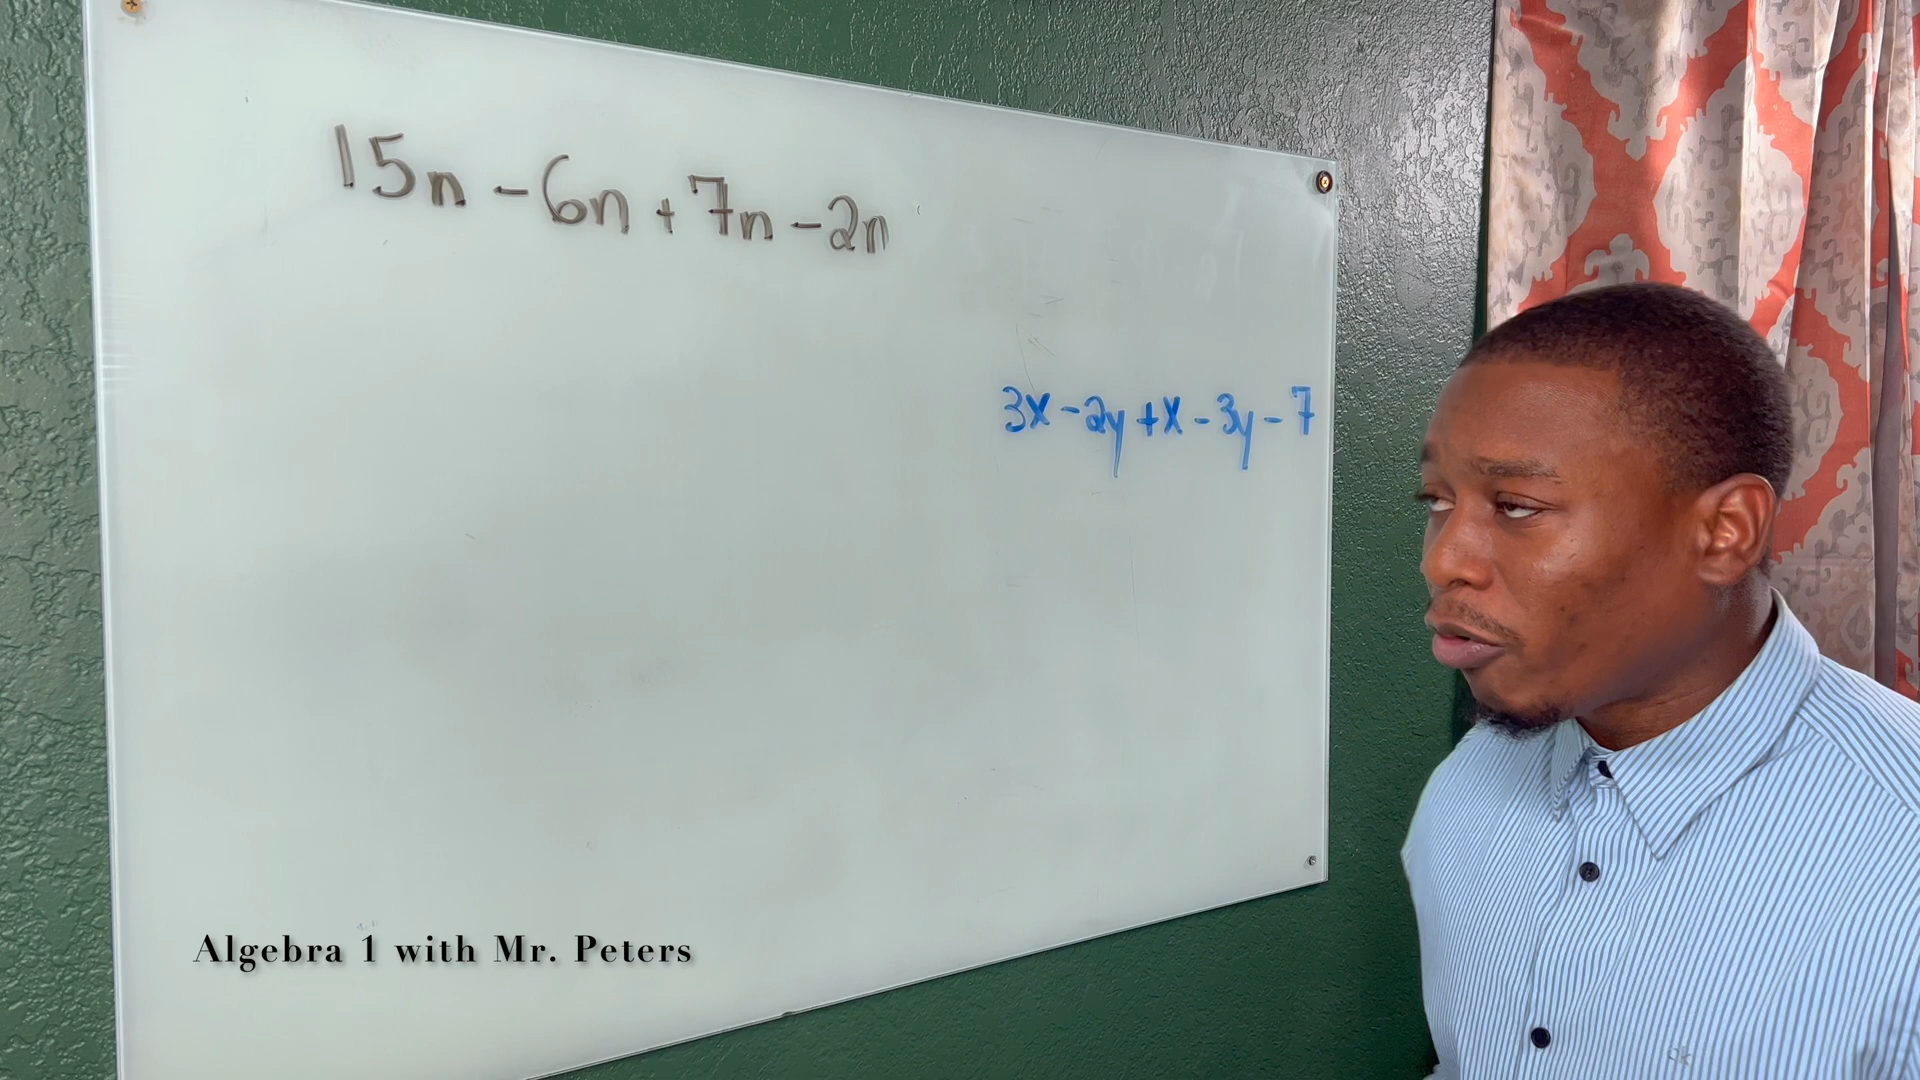 15n - 6n + 7n - 2n
3x - 2y + x - 3y - 7
Algebra 1 with Mr. Peters